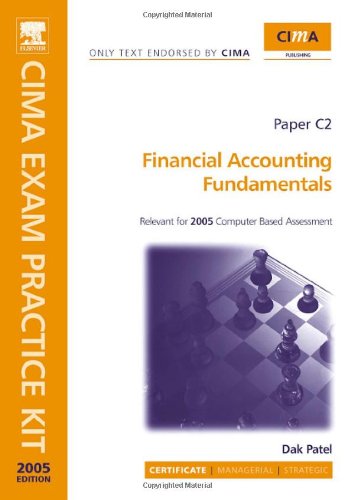 ELSEVIER
CIMA EXAM PRACTICE KIT
2005
EDITION
ONLY TEXT ENDORSED BY CIMA
CIMA
PUBLISHING
Paper C2
Financial Accounting
Fundamentals
Relevant for 2005 Computer Based Assessment
Dak Patel
CERTIFICATE | MANAGERIAL | STRATEGIC